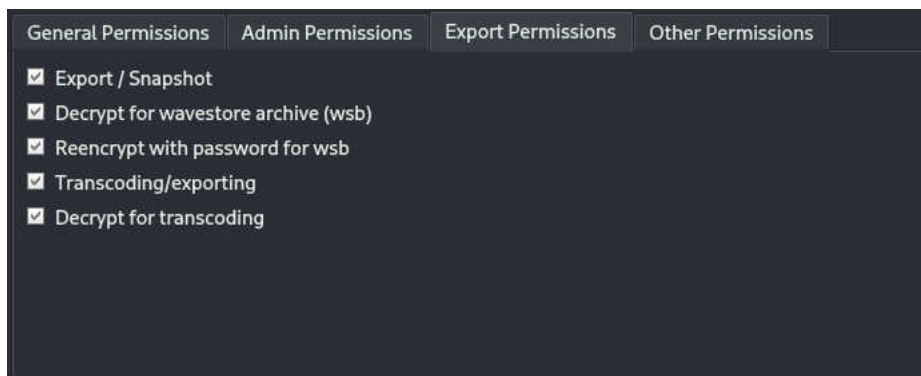 General Permissions Admin Permissions Export Permissions Other Permissions
Export / Snapshot
Decrypt for wavestore archive (wsb)
Reencrypt with password for wsb
Transcoding/exporting
Decrypt for transcoding